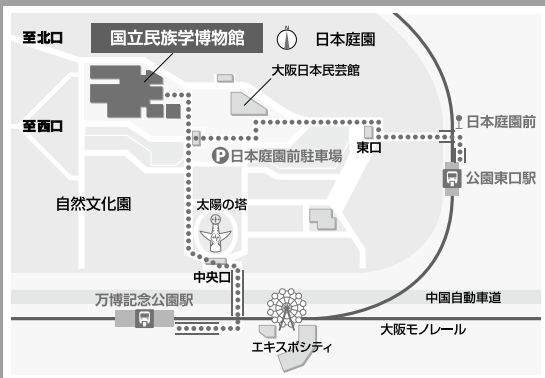 至北口
国立民族学博物館
N
日本庭園
大阪日本民芸館
至西口
日本庭園前
P日本庭園前駐車場
東口
公園東口駅
自然文化園
太陽の塔
中央口
万博記念公園駅
中国自動車道
大阪モノレール
エキスポシティ